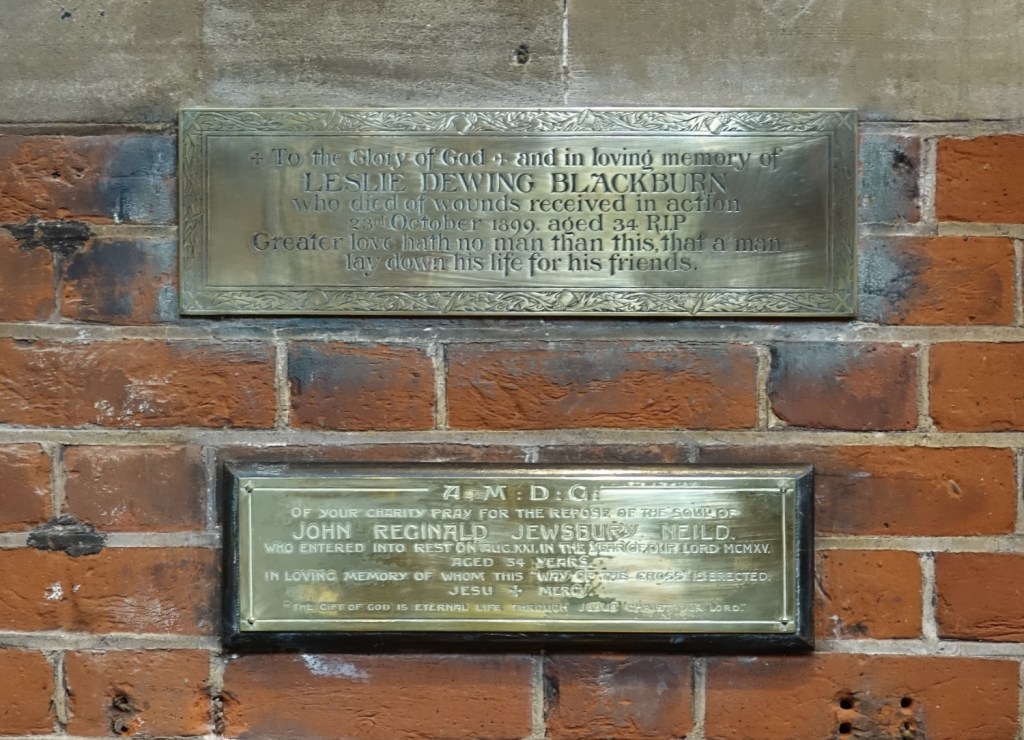 ✢ To the Glory of God ✢ and in loving memory of
LESLIE DEWING BLACKBURN
who died of wounds received in action
23rd October 1899. aged 34 R.I.P
Greater love hath no man than this, that a man
lay down his life for his friends.
A : M : D : G :
OF YOUR CHARITY PRAY FOR THE REPOSE OF THE SOUL OF
JOHN REGINALD JEWSBURY NEILD.
WHO ENTERED INTO REST ON AUG. XXI. IN THE YEAR OF OUR LORD MCMXV.
AGED 34 YEARS.
IN LOVING MEMORY OF WHOM THIS "WAY OF THE CROSS" IS ERECTED.
JESU ✢ MERCY
"THE GIFT OF GOD IS ETERNAL LIFE THROUGH JESUS CHRIST OUR LORD."